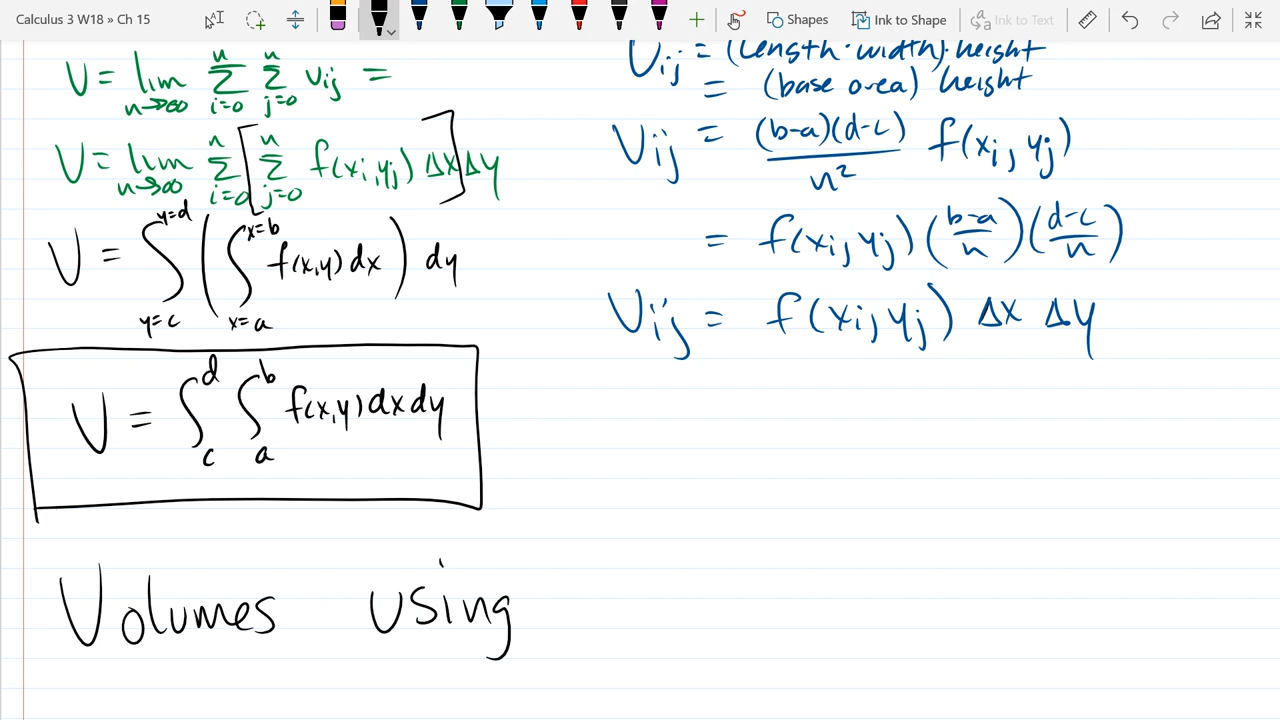 Calculus 3 W18 » Ch 15
Shapes
Ink to Shape
Ink to Text
V = lim n→∞ Σ i=0 n Σ j=0 n Vij =
V = lim n→∞ Σ i=0 n [ Σ j=0 n f(xi, yj) Δx ] Δy
V = ∫ y=c y=d ( ∫ x=a x=b f(x,y) dx ) dy
V = ∫ c d ∫ a b f(x,y) dx dy
Volumes using
Vij = (length · width) · height
= (base area) height
Vij = (b-a)(d-c) / n² f(xi, yj)
= f(xi, yj) (b-a / n) (d-c / n)
Vij = f(xi, yj) Δx Δy